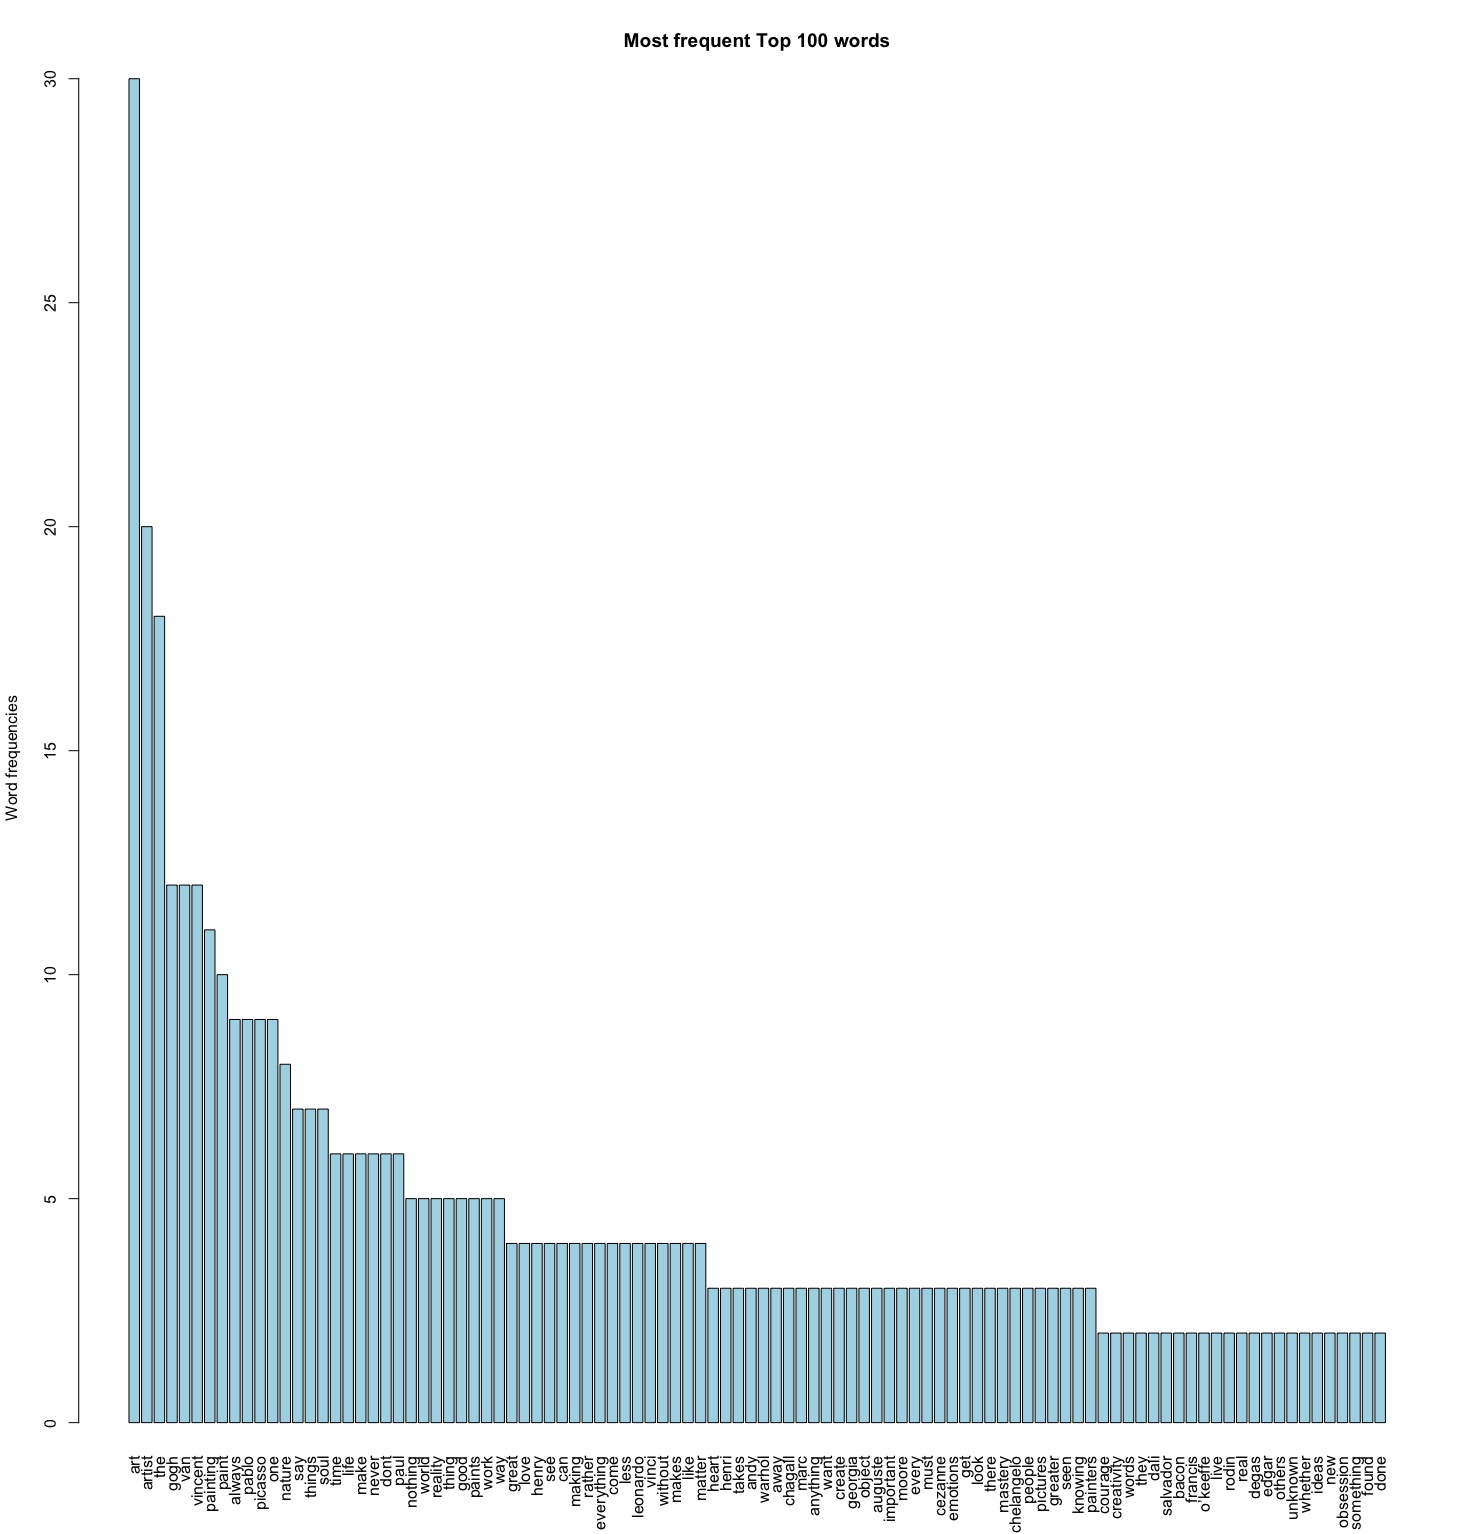 Most frequent Top 100 words
Word frequencies
30
25
20
15
10
5
0
art
artist
the
gogh
van
vincent
painting
paint
always
pablo
picasso
one
nature
say
things
soul
time
life
make
never
dont
paul
nothing
world
reality
thing
good
paints
work
way
great
love
henry
see
can
making
rather
everything
come
less
leonardo
vinci
without
makes
like
matter
heart
henri
takes
andy
warhol
away
chagall
marc
anything
want
create
georgia
object
auguste
important
moore
every
must
cezanne
emotions
get
look
there
mastery
chelangelo
people
pictures
greater
seen
knowing
painters
courage
creativity
words
they
dali
salvador
bacon
francis
o'keeffe
live
rodin
real
degas
edgar
others
unknown
whether
ideas
new
obsession
something
found
done